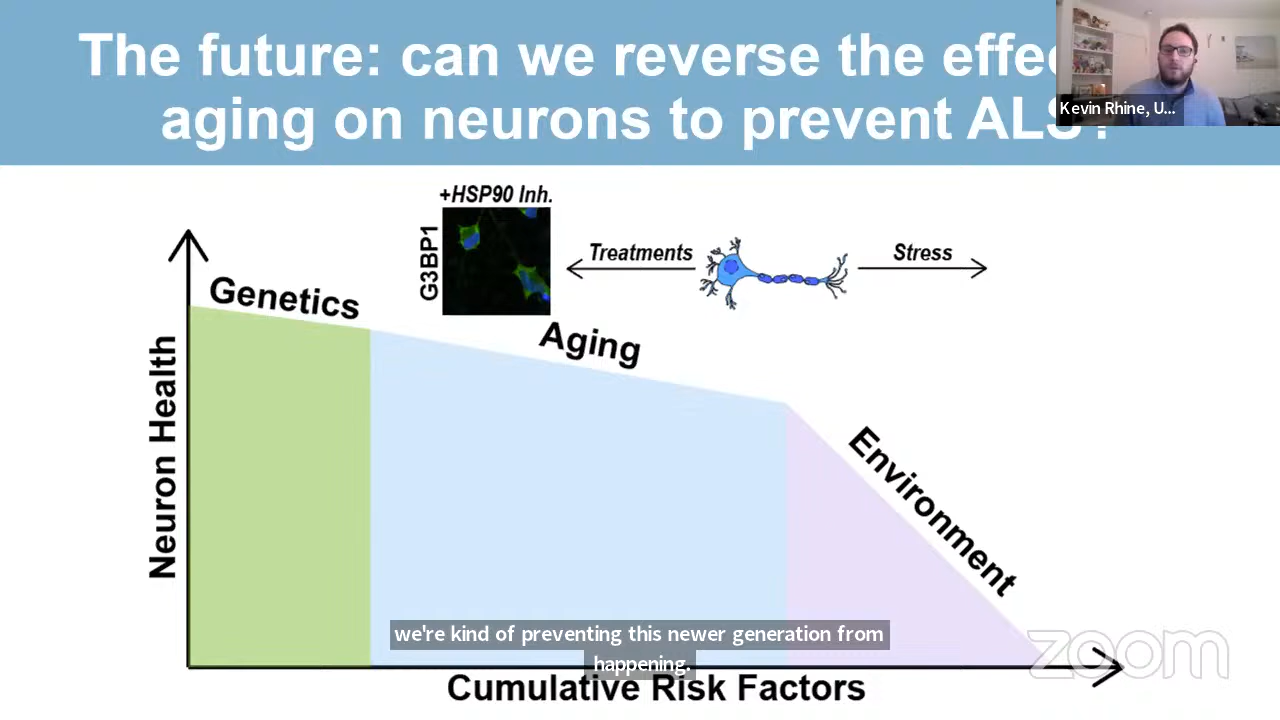 The future: can we reverse the effe
aging on neurons to prevent ALS?
Kevin Rhine, U...
+HSP90 Inh.
G3BP1
Treatments
Stress
Genetics
Aging
Environment
Neuron Health
we're kind of preventing this newer generation from
happening.
Cumulative Risk Factors
zoom